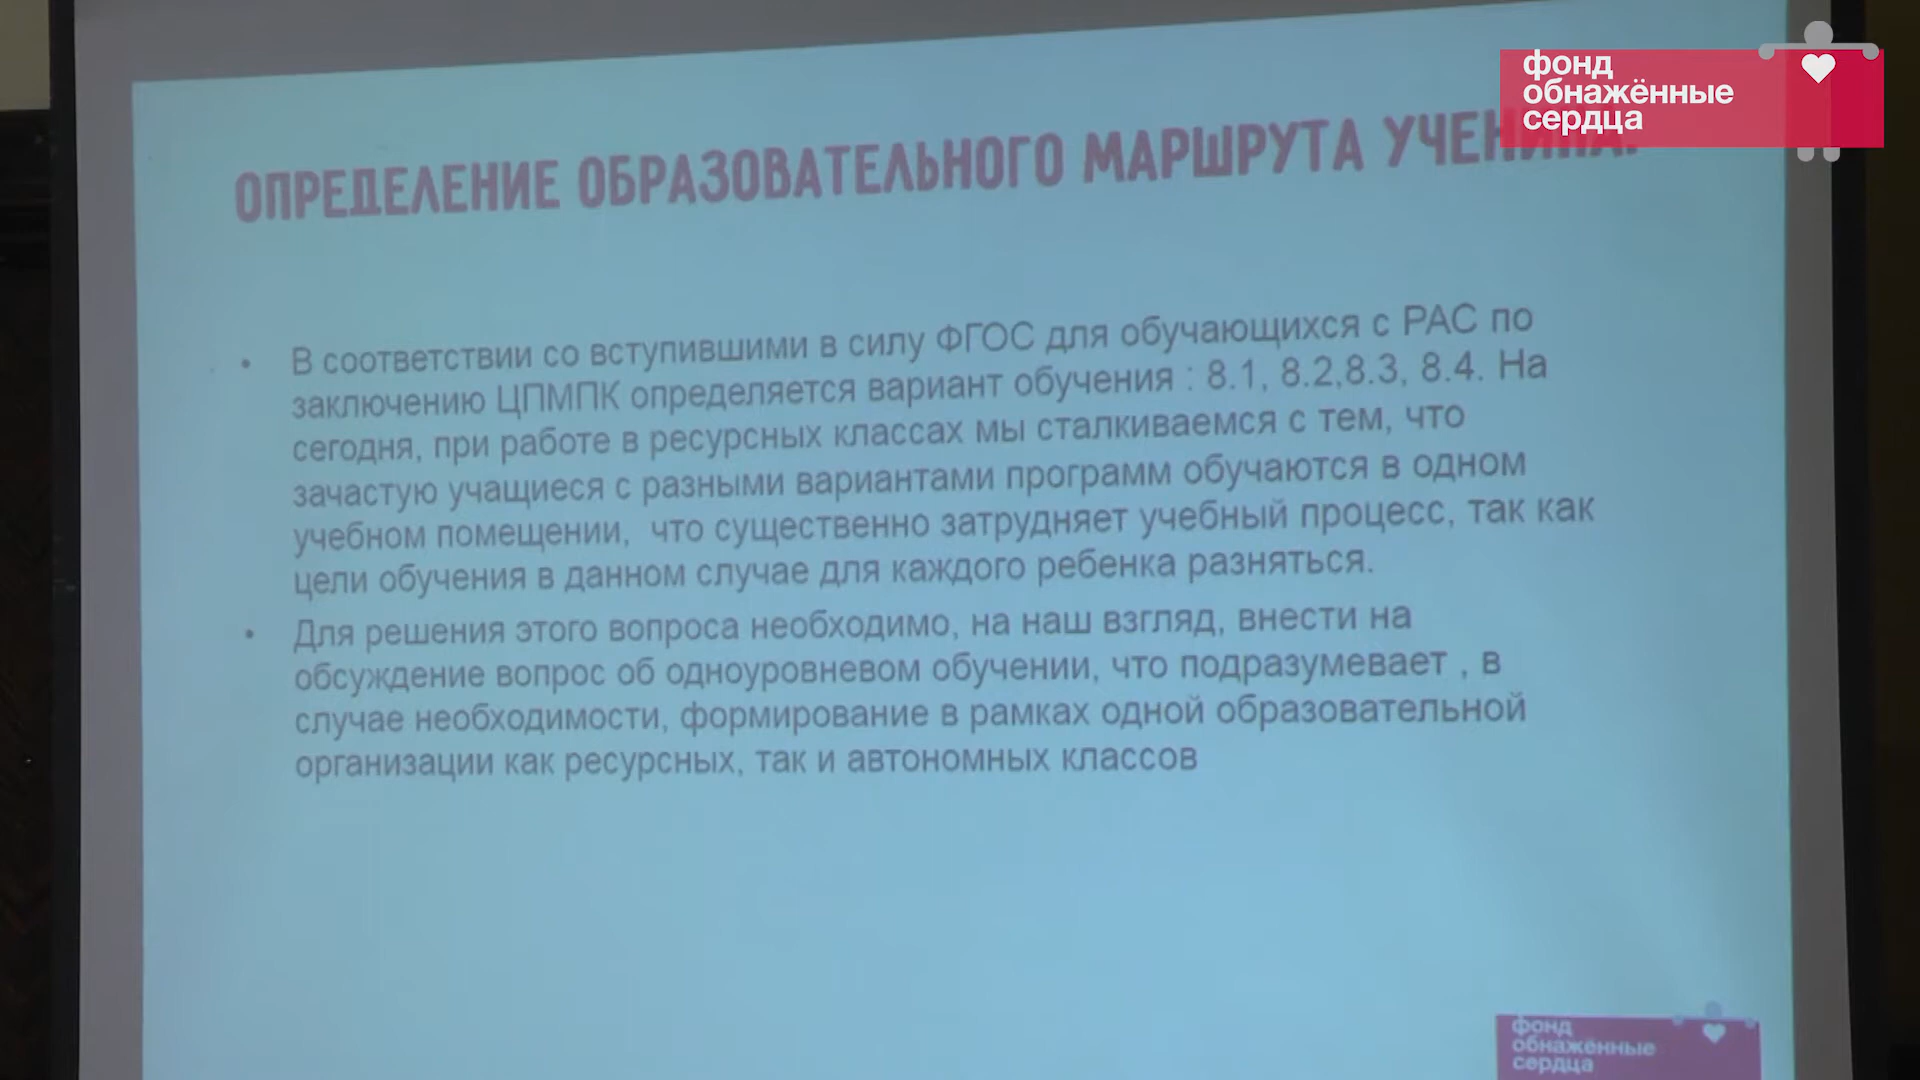 фонд
обнажённые
сердца
ОПРЕДЕЛЕНИЕ ОБРАЗОВАТЕЛЬНОГО МАРШРУТА УЧЕНИКА.
• В соответствии со вступившими в силу ФГОС для обучающихся с РАС по
заключению ЦПМПК определяется вариант обучения : 8.1, 8.2,8.3, 8.4. На
сегодня, при работе в ресурсных классах мы сталкиваемся с тем, что
зачастую учащиеся с разными вариантами программ обучаются в одном
учебном помещении, что существенно затрудняет учебный процесс, так как
цели обучения в данном случае для каждого ребенка разняться.
• Для решения этого вопроса необходимо, на наш взгляд, внести на
обсуждение вопрос об одноуровневом обучении, что подразумевает , в
случае необходимости, формирование в рамках одной образовательной
организации как ресурсных, так и автономных классов
фонд
обнажённые
сердца